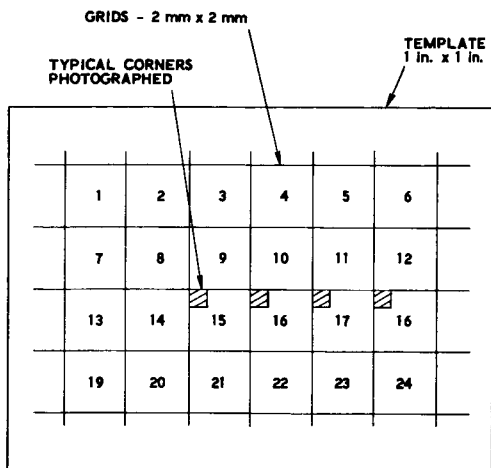 GRIDS - 2 mm x 2 mm
TEMPLATE
1 in. x 1 in.
TYPICAL CORNERS
PHOTOGRAPHED
1 2 3 4 5 6
7 8 9 10 11 12
13 14 15 16 17 16
19 20 21 22 23 24